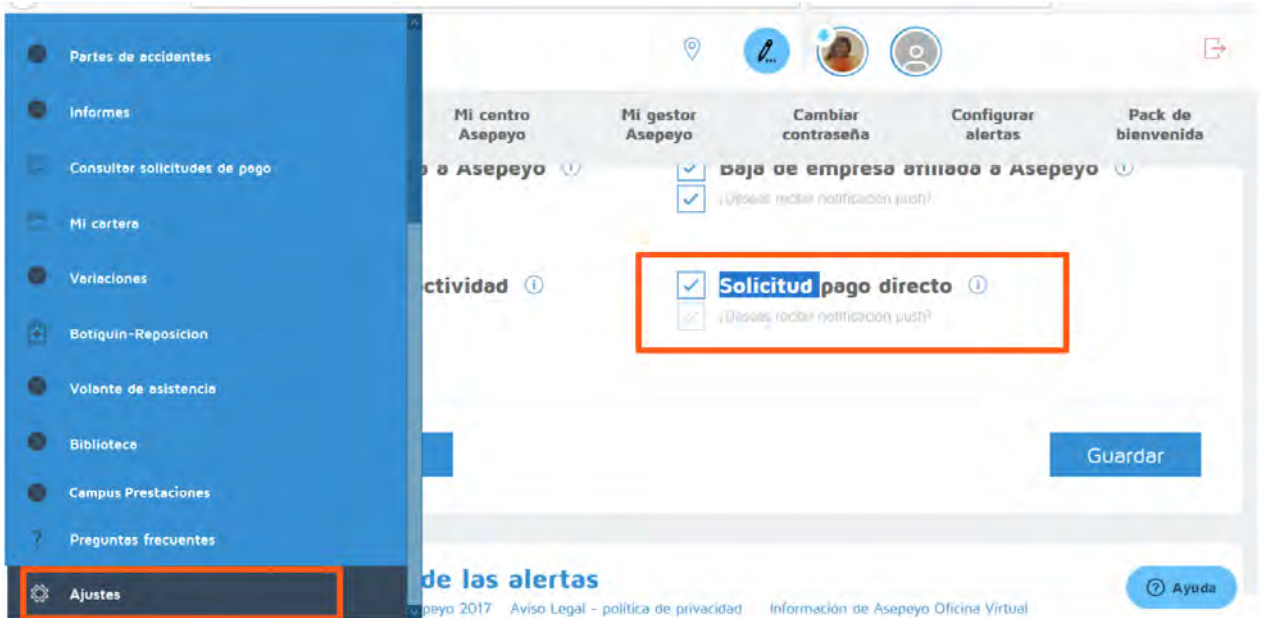 Partes de accidentes
Informes
Consultar solicitudes de pago
Mi cartera
Variaciones
Botiquin-Reposicion
Volante de asistencia
Biblioteca
Campus Prestaciones
? Preguntas frecuentes
Ajustes
Mi centro
Asepeyo
Mi gestor
Asepeyo
Cambiar
contraseña
Configurar
alertas
Pack de
bienvenida
a Asepeyo
Baja de empresa afiliada a Asepeyo
¿Deseas recibir notificación push?
ctividad
Solicitud pago directo
¿Deseas recibir notificación push?
Guardar
de las alertas
Ayuda
peyo 2017 Aviso Legal - política de privacidad Información de Asepeyo Oficina Virtual